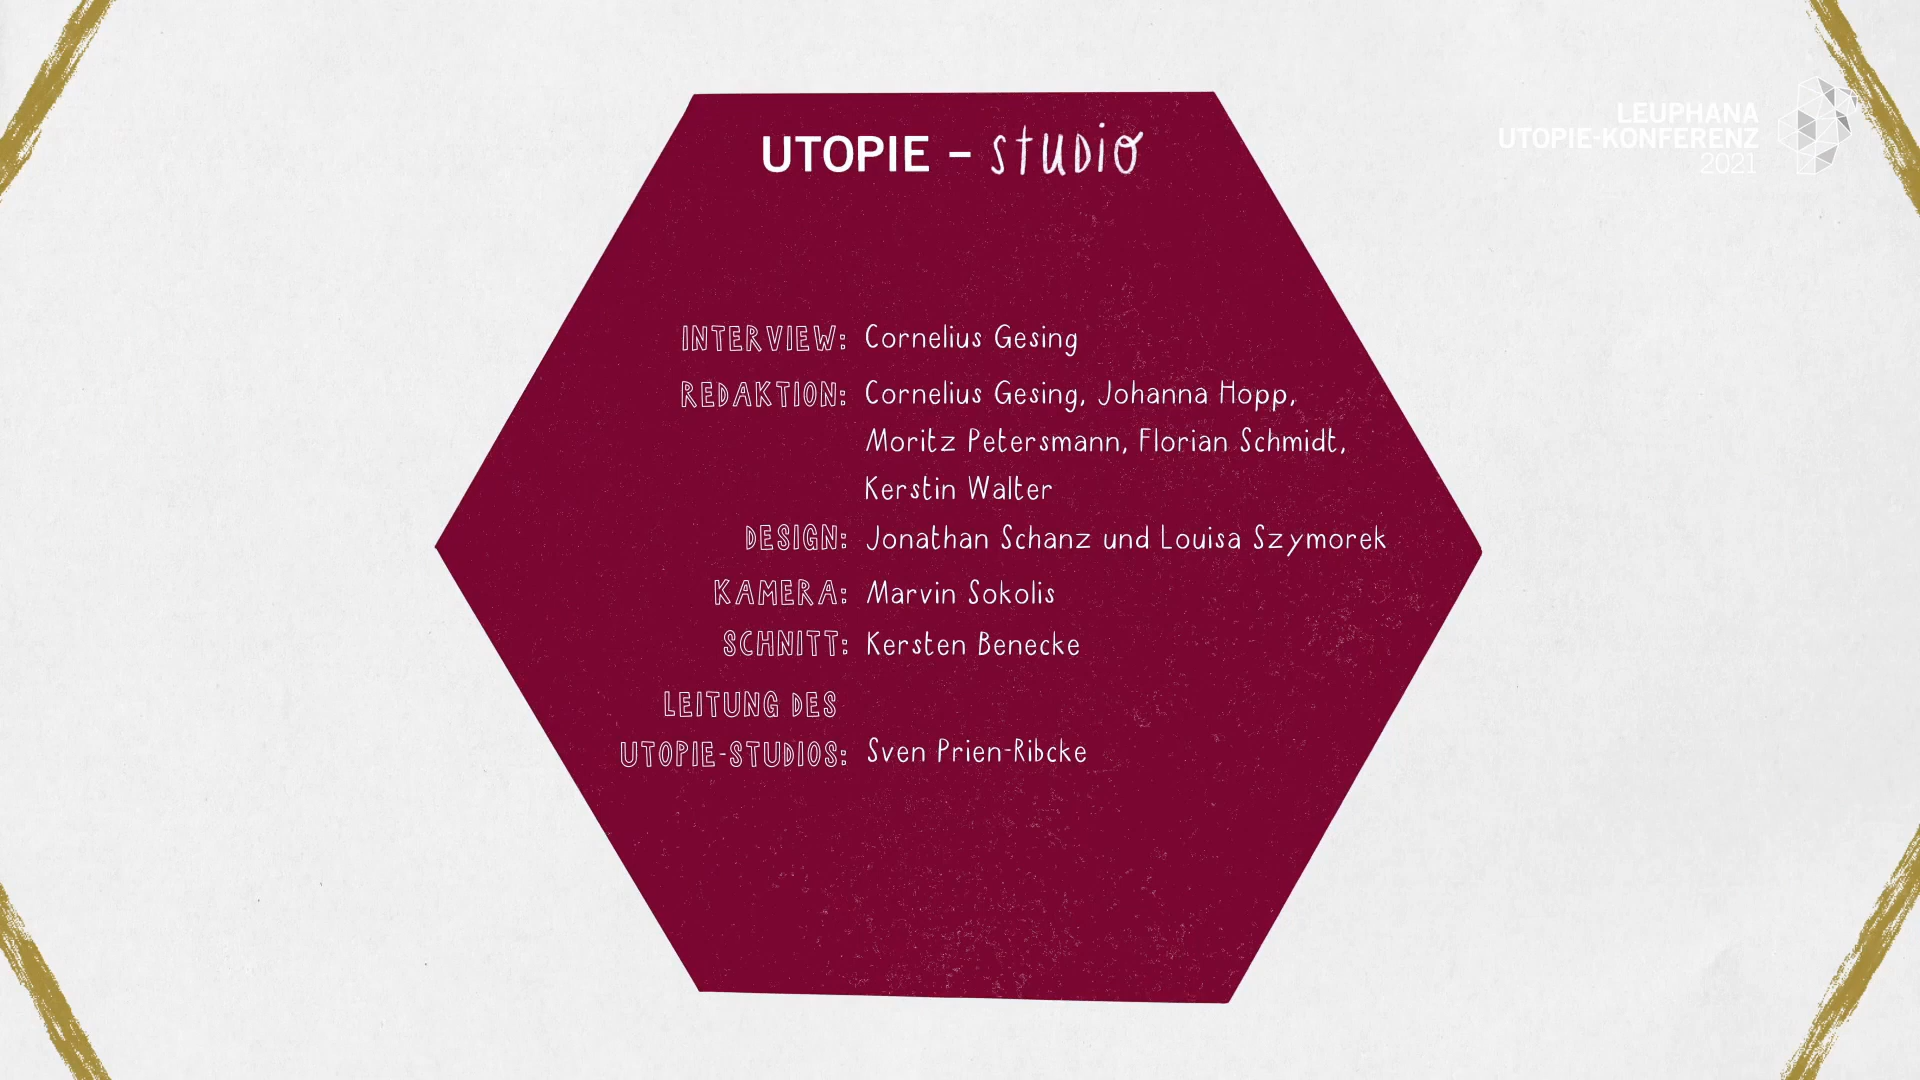 UTOPIE – studio
LEUPHANA
UTOPIE-KONFERENZ
2021
INTERVIEW: Cornelius Gesing
REDAKTION: Cornelius Gesing, Johanna Hopp,
Moritz Petersmann, Florian Schmidt,
Kerstin Walter
DESIGN: Jonathan Schanz und Louisa Szymorek
KAMERA: Marvin Sokolis
SCHNITT: Kersten Benecke
LEITUNG DES
UTOPIE-STUDIOS: Sven Prien-Ribcke